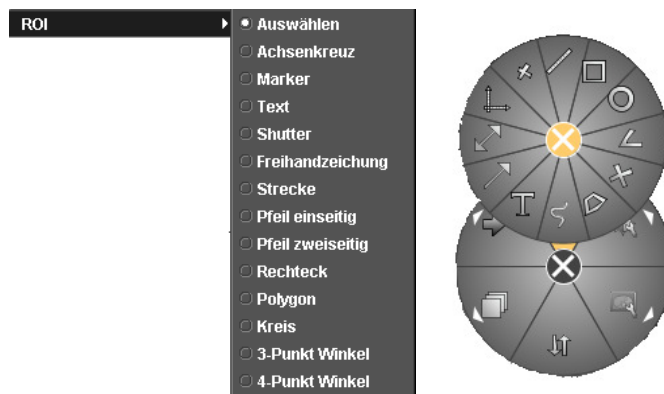 ROI
Auswählen
Achsenkreuz
Marker
Text
Shutter
Freihandzeichung
Strecke
Pfeil einseitig
Pfeil zweiseitig
Rechteck
Polygon
Kreis
3-Punkt Winkel
4-Punkt Winkel